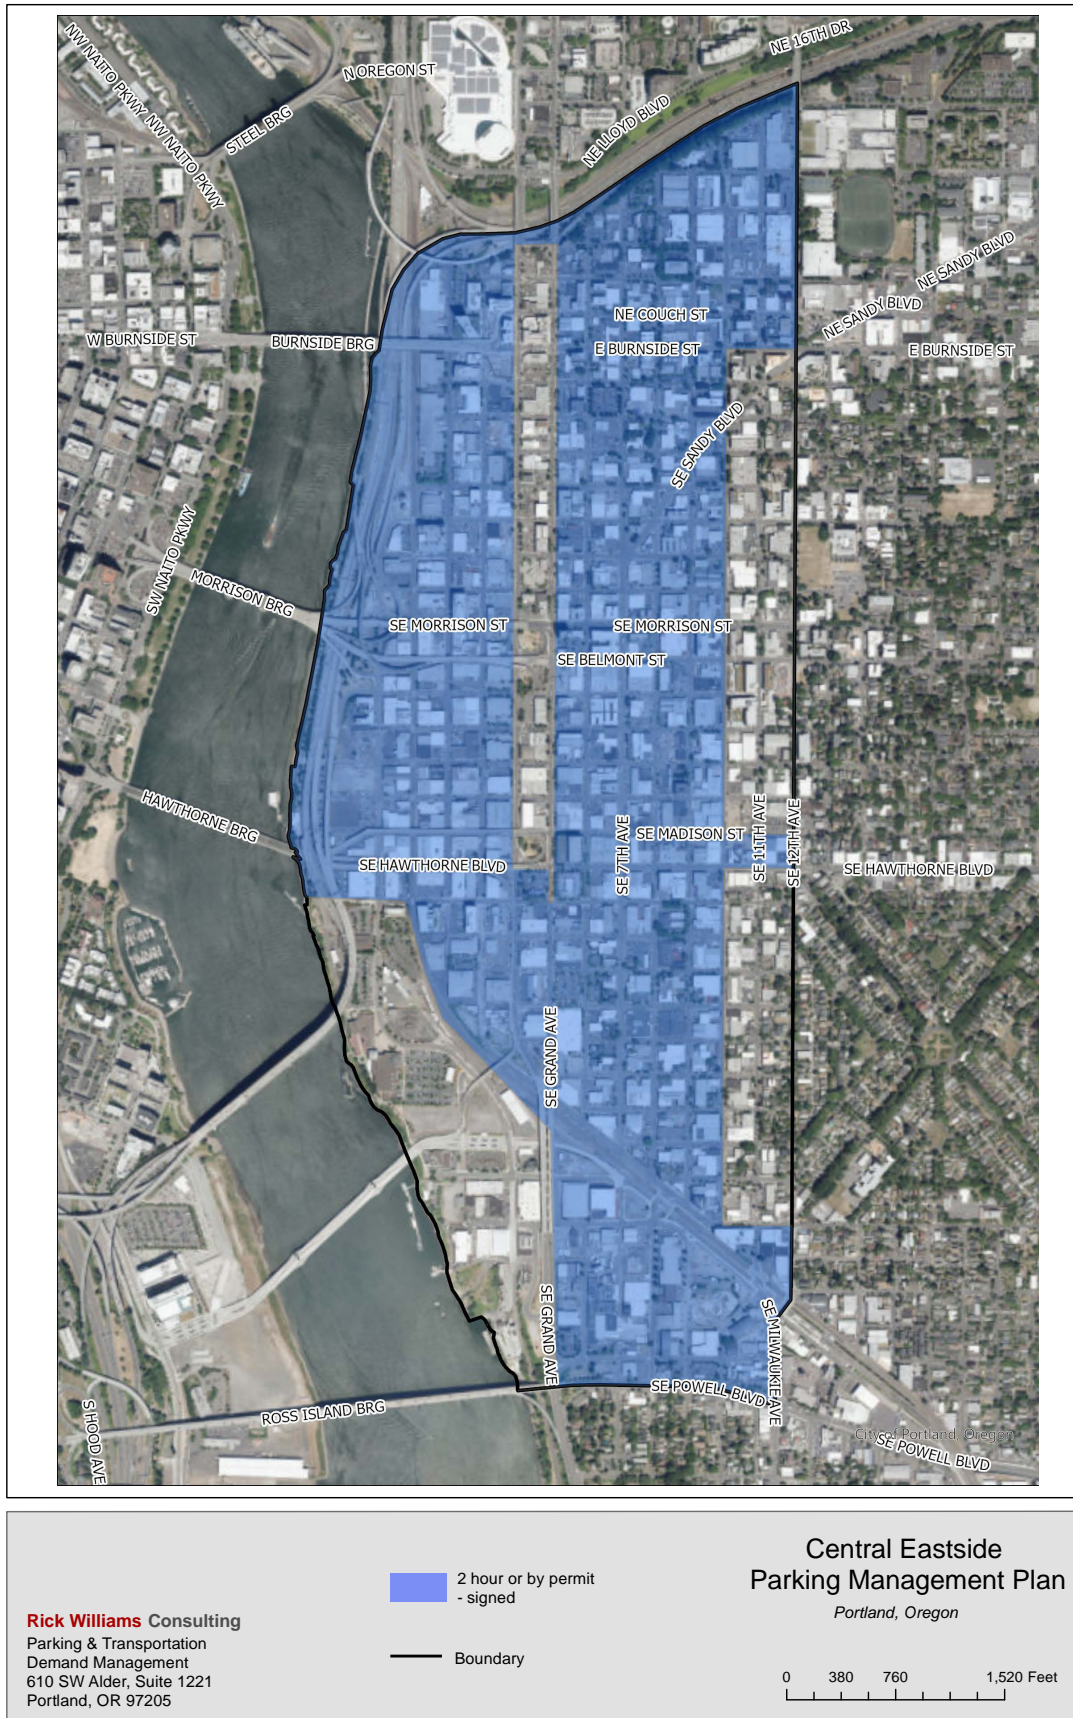 NE 16TH DR
NW NAITO PKWY
NW NAITO PKWY
N OREGON ST
STEEL BRG
NE LLOYD BLVD
NE SANDY BLVD
NE SANDY BLVD
NE COUCH ST
W BURNSIDE ST
BURNSIDE BRG
E BURNSIDE ST
E BURNSIDE ST
SE SANDY BLVD
SW NAITO PKWY
MORRISON BRG
SE MORRISON ST
SE MORRISON ST
SE BELMONT ST
HAWTHORNE BRG
SE MADISON ST
SE 7TH AVE
SE 11TH AVE
SE 12TH AVE
SE HAWTHORNE BLVD
SE HAWTHORNE BLVD
SE GRAND AVE
SE GRAND AVE
SE MILWAUKIE AVE
SE POWELL BLVD
ROSS ISLAND BRG
S HOOD AVE
City of Portland, Oregon
SE POWELL BLVD
Central Eastside
Parking Management Plan
Portland, Oregon
2 hour or by permit
- signed
Boundary
Rick Williams Consulting
Parking & Transportation
Demand Management
610 SW Alder, Suite 1221
Portland, OR 97205
0 380 760 1,520 Feet